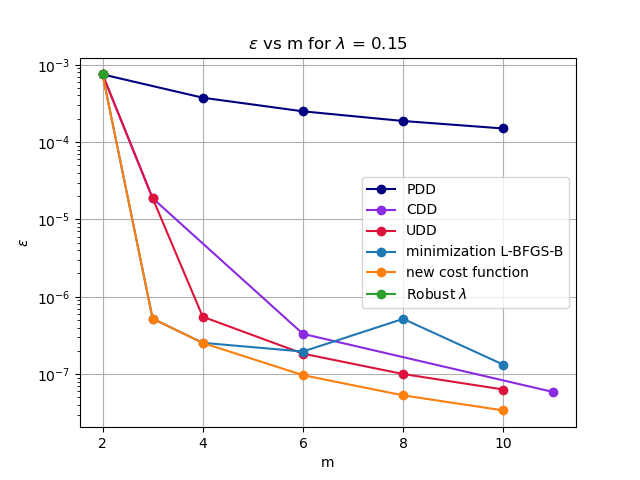 ε vs m for λ = 0.15
10⁻³
10⁻⁴
10⁻⁵
10⁻⁶
10⁻⁷
ε
PDD
CDD
UDD
minimization L-BFGS-B
new cost function
Robust λ
2 4 6 8 10
m